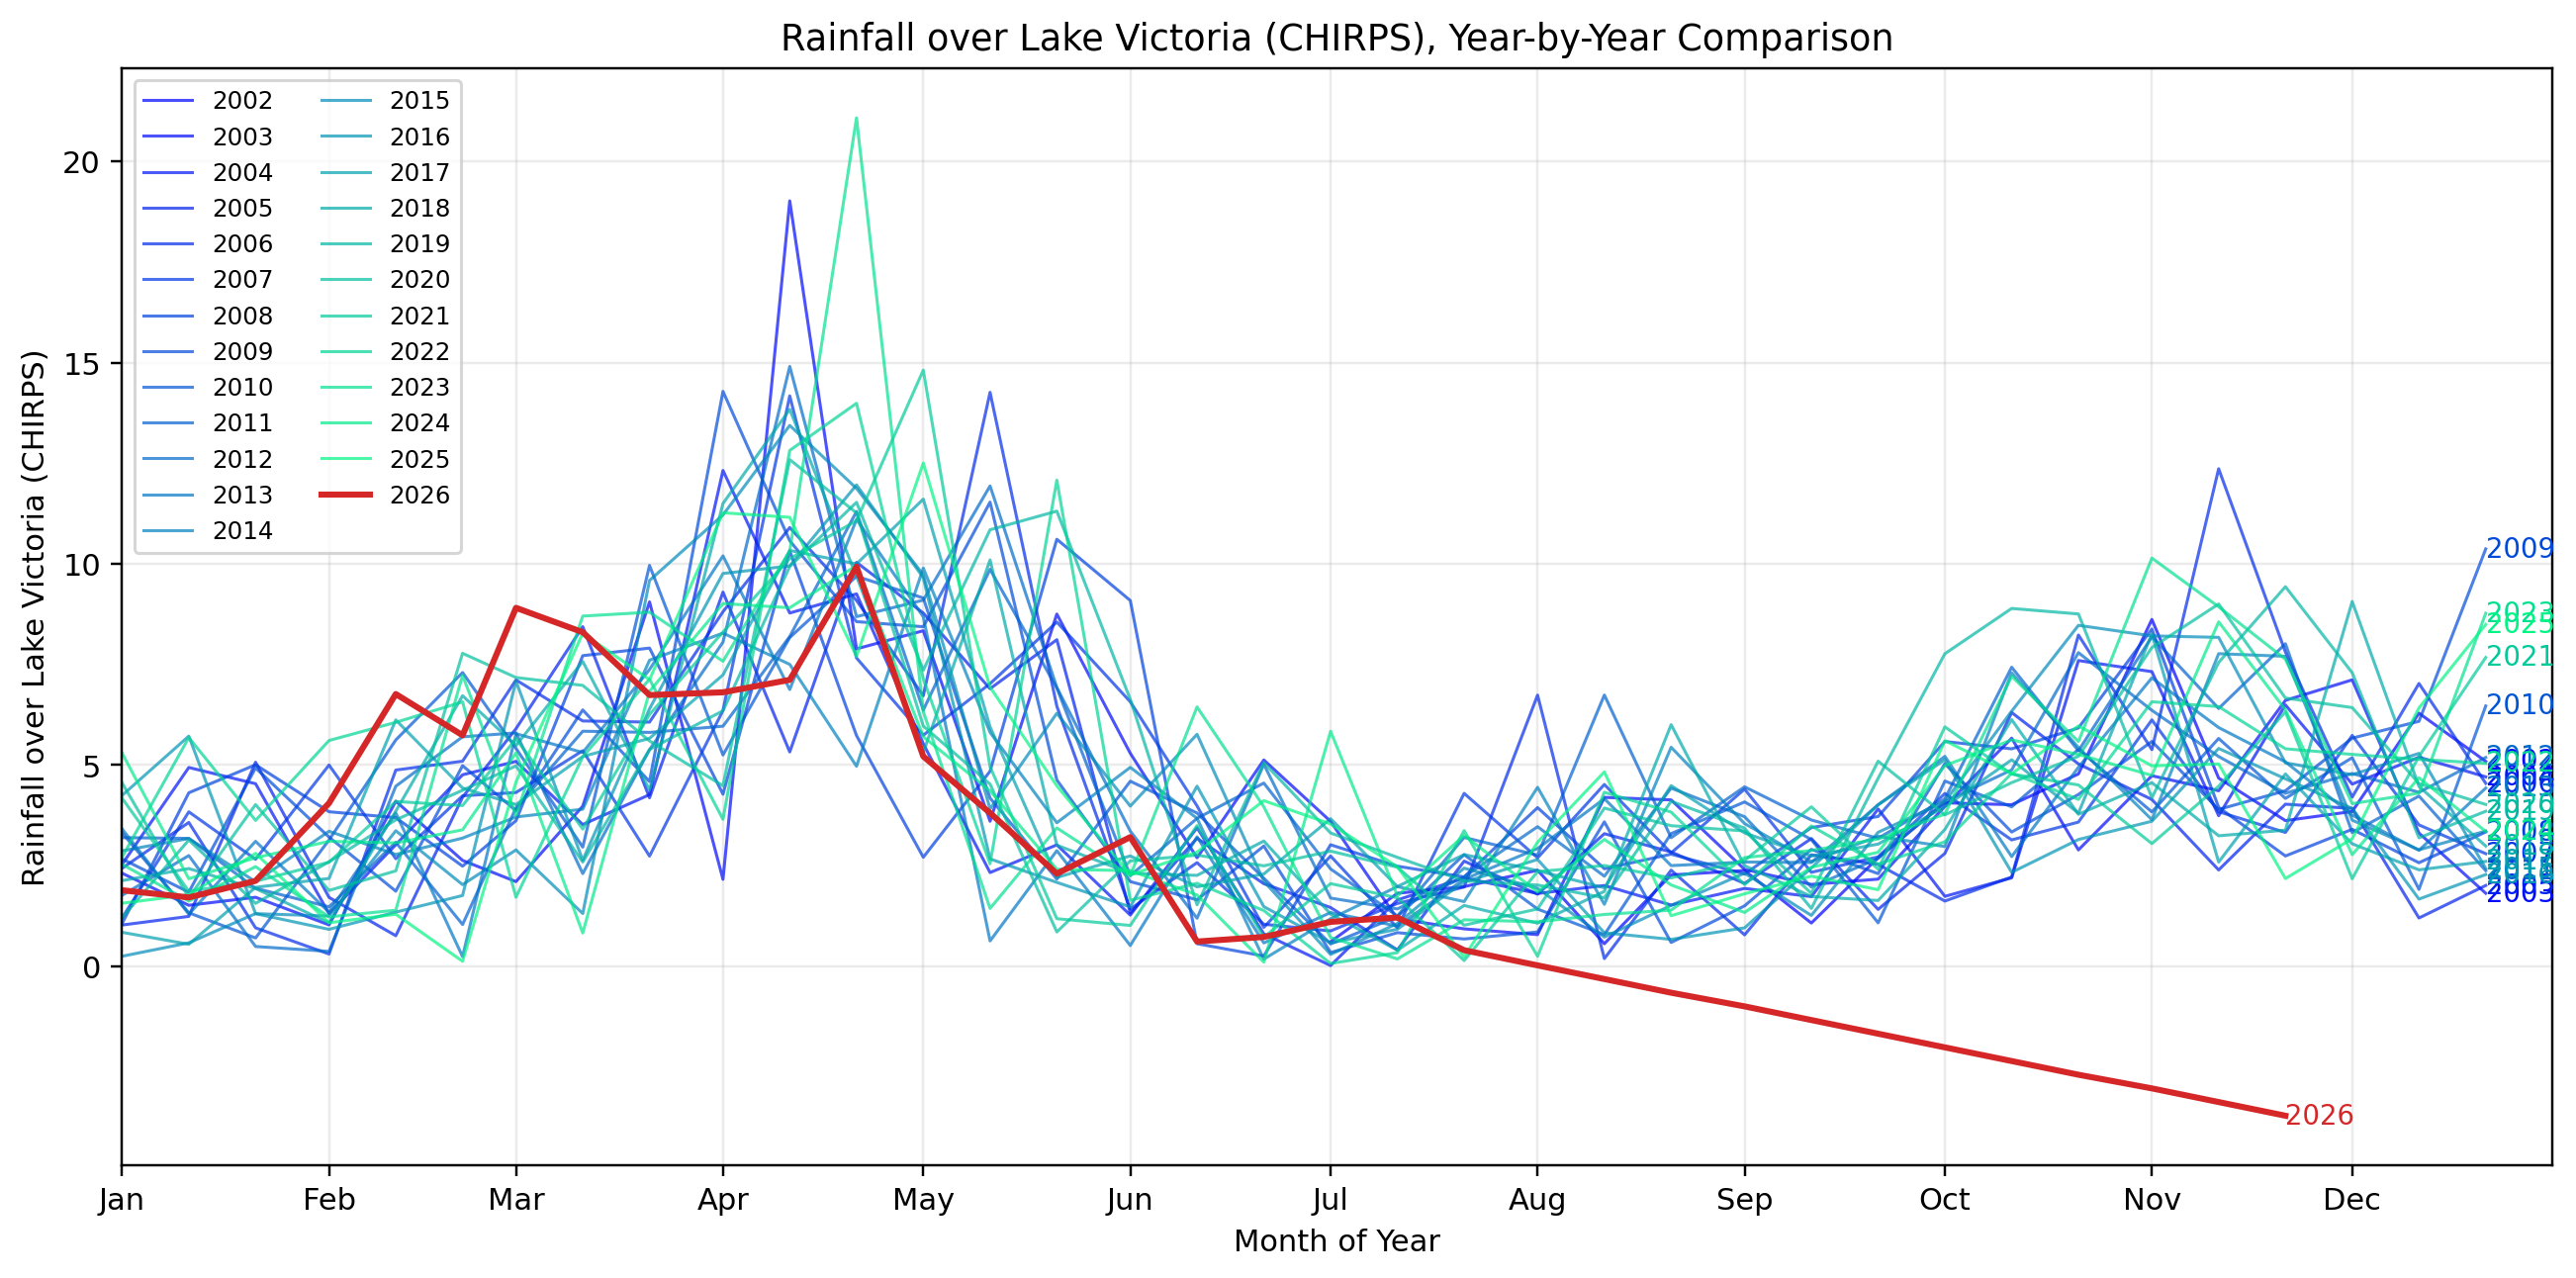 Rainfall over Lake Victoria (CHIRPS), Year-by-Year Comparison
2002
2003
2004
2005
2006
2007
2008
2009
2010
2011
2012
2013
2014
2015
2016
2017
2018
2019
2020
2021
2022
2023
2024
2025
2026
Rainfall over Lake Victoria (CHIRPS)
20
15
10
5
0
2009
2023
2025
2021
2010
2012
2003
2026
Jan
Feb
Mar
Apr
May
Jun
Jul
Aug
Sep
Oct
Nov
Dec
Month of Year